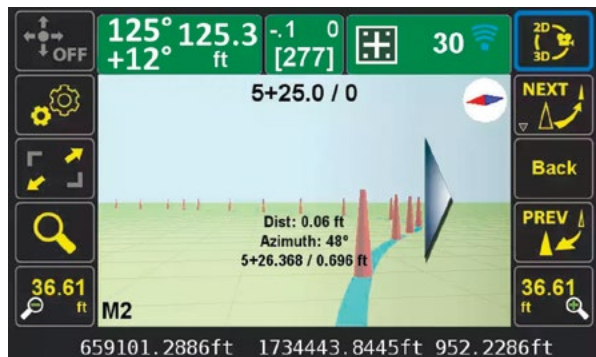 OFF
125° 125.3
+12° ft
-.1 0
[277]
30
2D
3D
5+25.0 / 0
NEXT
Back
Dist: 0.06 ft
Azimuth: 48°
5+26.368 / 0.696 ft
PREV
36.61
ft
M2
36.61
ft
659101.2886ft 1734443.8445ft 952.2286ft